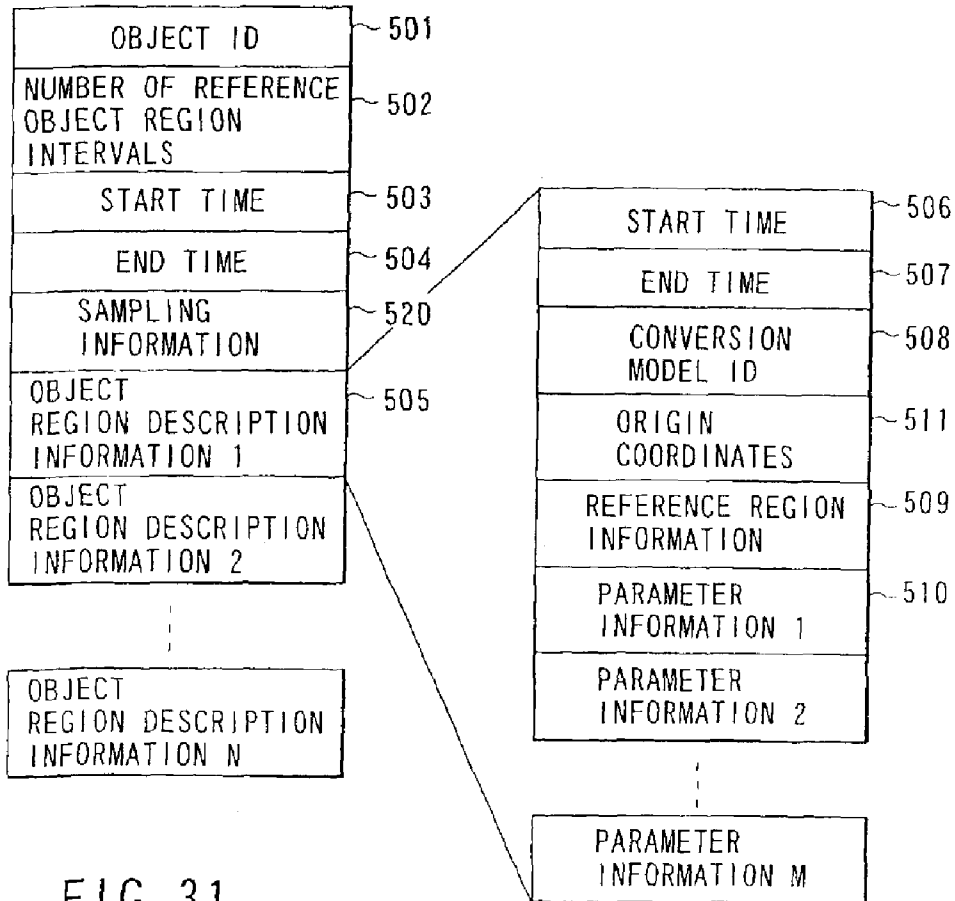 OBJECT ID
501
NUMBER OF REFERENCE
OBJECT REGION
INTERVALS
502
START TIME
503
END TIME
504
SAMPLING
INFORMATION
520
OBJECT
REGION DESCRIPTION
INFORMATION 1
505
OBJECT
REGION DESCRIPTION
INFORMATION 2
OBJECT
REGION DESCRIPTION
INFORMATION N
START TIME
506
END TIME
507
CONVERSION
MODEL ID
508
ORIGIN
COORDINATES
511
REFERENCE REGION
INFORMATION
509
PARAMETER
INFORMATION 1
510
PARAMETER
INFORMATION 2
PARAMETER
INFORMATION M
FIG. 31